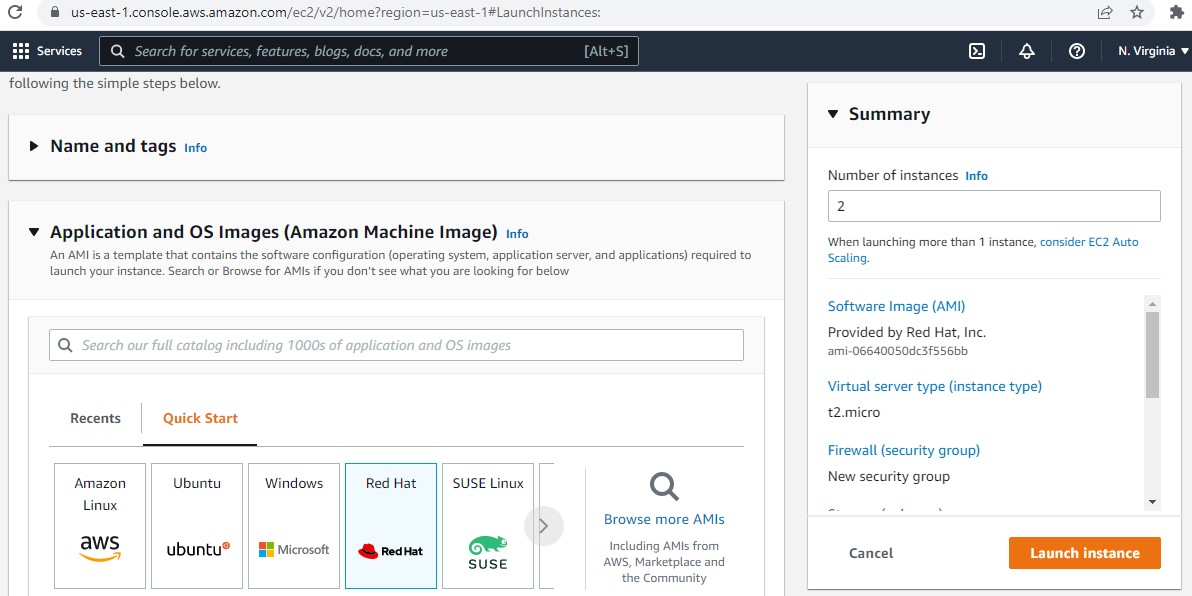 us-east-1.console.aws.amazon.com/ec2/v2/home?region=us-east-1#LaunchInstances:
Services
Search for services, features, blogs, docs, and more
[Alt+S]
N. Virginia
following the simple steps below.
Name and tags Info
Application and OS Images (Amazon Machine Image) Info
An AMI is a template that contains the software configuration (operating system, application server, and applications) required to
launch your instance. Search or Browse for AMIs if you don't see what you are looking for below
Search our full catalog including 1000s of application and OS images
Recents
Quick Start
Amazon
Linux
aws
Ubuntu
ubuntu
Windows
Microsoft
Red Hat
Red Hat
SUSE Linux
SUSE
Browse more AMIs
Including AMIs from
AWS, Marketplace and
the Community
Summary
Number of instances Info
2
When launching more than 1 instance, consider EC2 Auto
Scaling.
Software Image (AMI)
Provided by Red Hat, Inc.
ami-06640050dc3f556bb
Virtual server type (instance type)
t2.micro
Firewall (security group)
New security group
Cancel
Launch instance